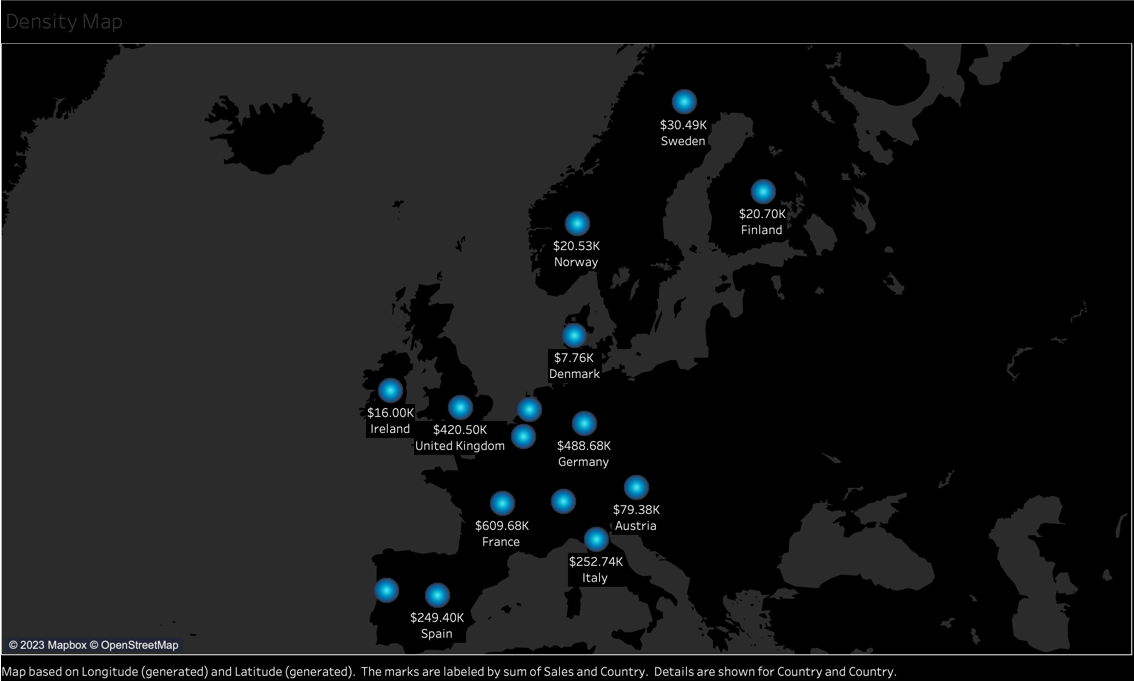 Density Map
$30.49K
Sweden
$20.70K
Finland
$20.53K
Norway
$7.76K
Denmark
$16.00K
Ireland
$420.50K
United Kingdom
$488.68K
Germany
$79.38K
Austria
$609.68K
France
$252.74K
Italy
$249.40K
Spain
© 2023 Mapbox © OpenStreetMap
Map based on Longitude (generated) and Latitude (generated). The marks are labeled by sum of Sales and Country. Details are shown for Country and Country.